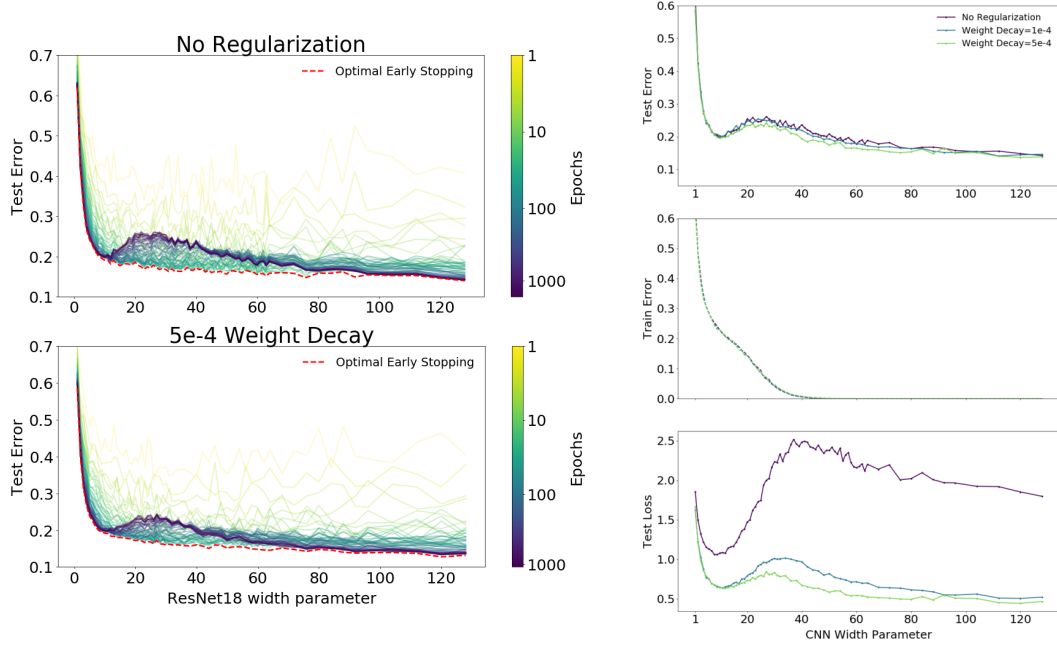 No Regularization
Optimal Early Stopping
0.7
0.6
0.5
0.4
0.3
0.2
0.1
Test Error
0 20 40 60 80 100 120
1
10
100
1000
Epochs
5e-4 Weight Decay
Optimal Early Stopping
0.7
0.6
0.5
0.4
0.3
0.2
0.1
Test Error
0 20 40 60 80 100 120
ResNet18 width parameter
1
10
100
1000
Epochs
No Regularization
Weight Decay=1e-4
Weight Decay=5e-4
0.6
0.5
0.4
0.3
0.2
0.1
Test Error
1 20 40 60 80 100 120
0.6
0.5
0.4
0.3
0.2
0.1
0.0
Train Error
2.5
2.0
1.5
1.0
0.5
Test Loss
1 20 40 60 80 100 120
CNN Width Parameter